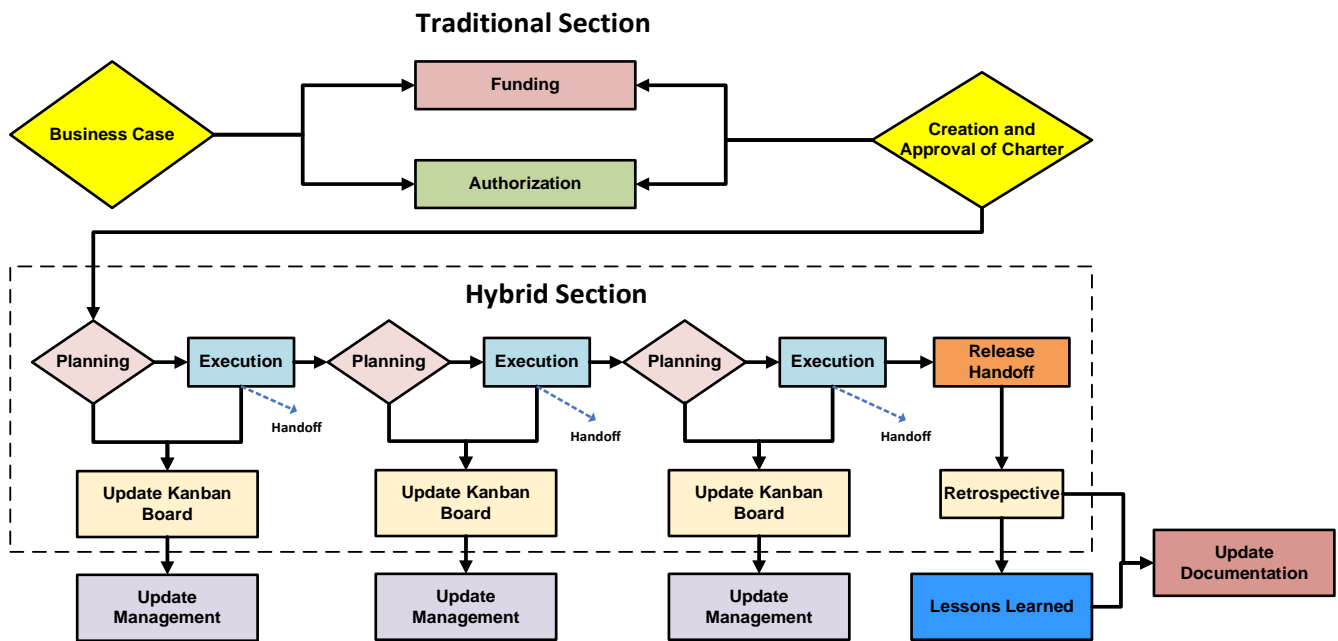 Traditional Section
Funding
Business Case
Creation and
Approval of Charter
Authorization
Hybrid Section
Planning
Execution
Planning
Execution
Planning
Execution
Release
Handoff
Handoff
Handoff
Handoff
Update Kanban
Board
Update Kanban
Board
Update Kanban
Board
Retrospective
Update
Documentation
Update
Management
Update
Management
Update
Management
Lessons Learned